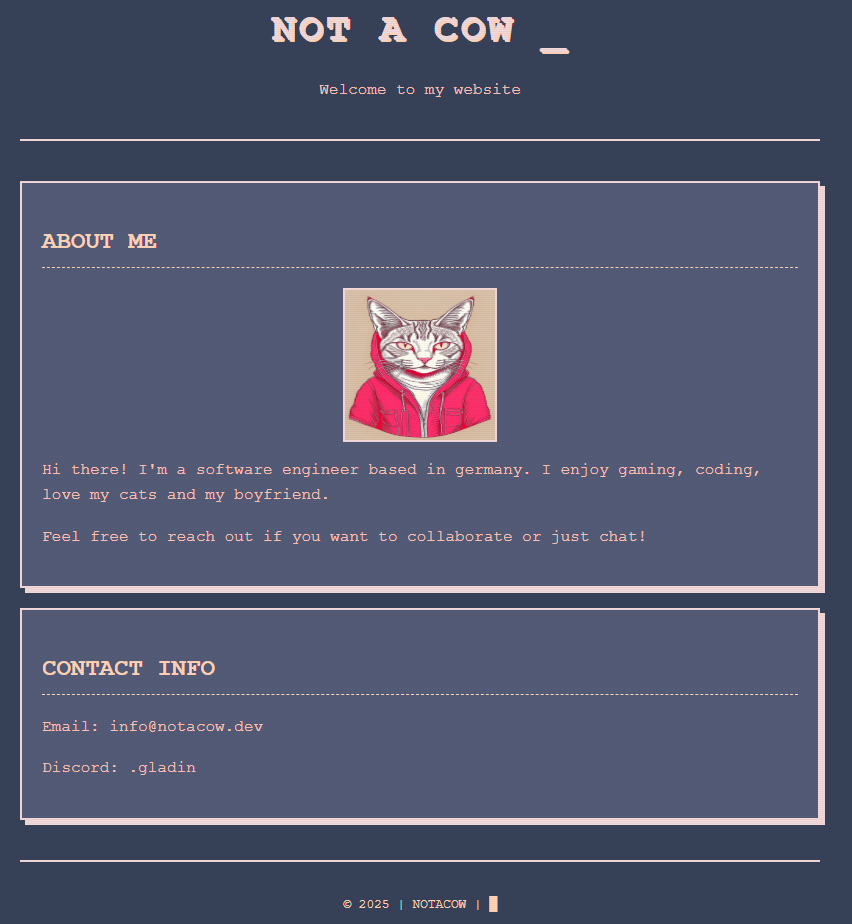 NOT A COW _
Welcome to my website
ABOUT ME
Hi there! I'm a software engineer based in germany. I enjoy gaming, coding,
love my cats and my boyfriend.
Feel free to reach out if you want to collaborate or just chat!
CONTACT INFO
Email: info@notacow.dev
Discord: .gladin
© 2025 | NOTACOW | █